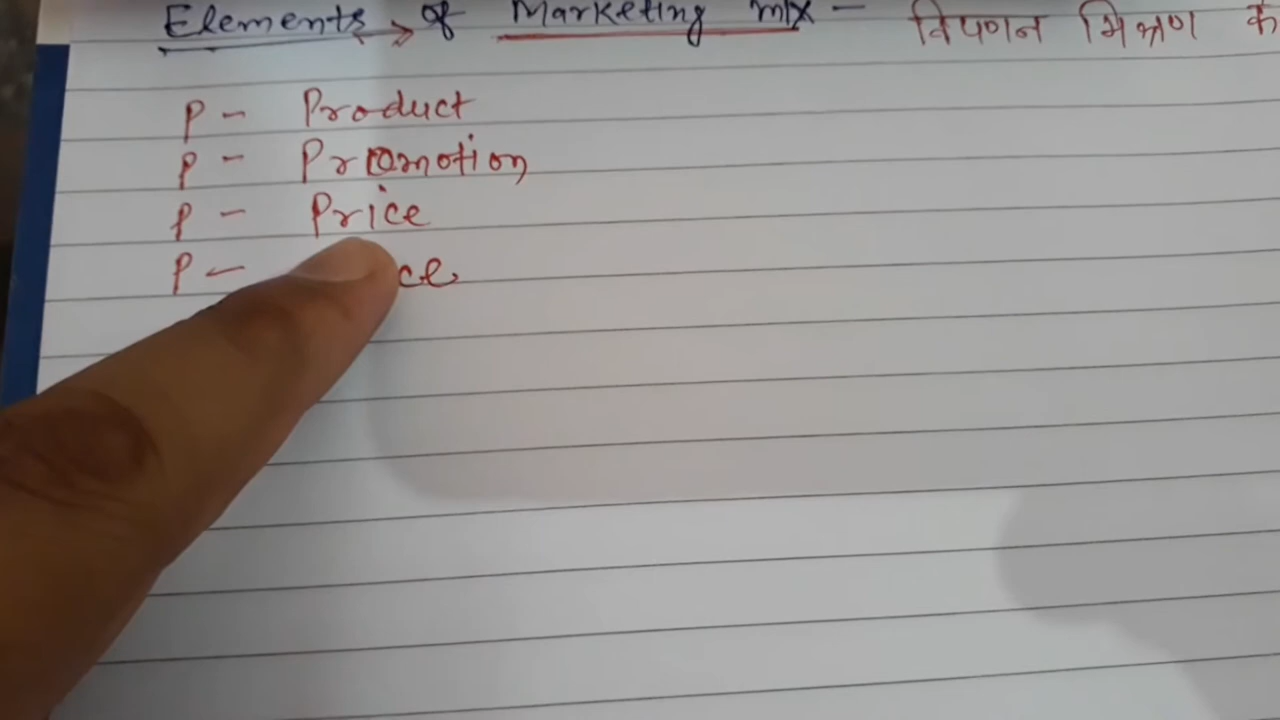 Elements of Marketing mix - विपणन मिश्रण के
P - Product
P - Promotion
P - Price
P -